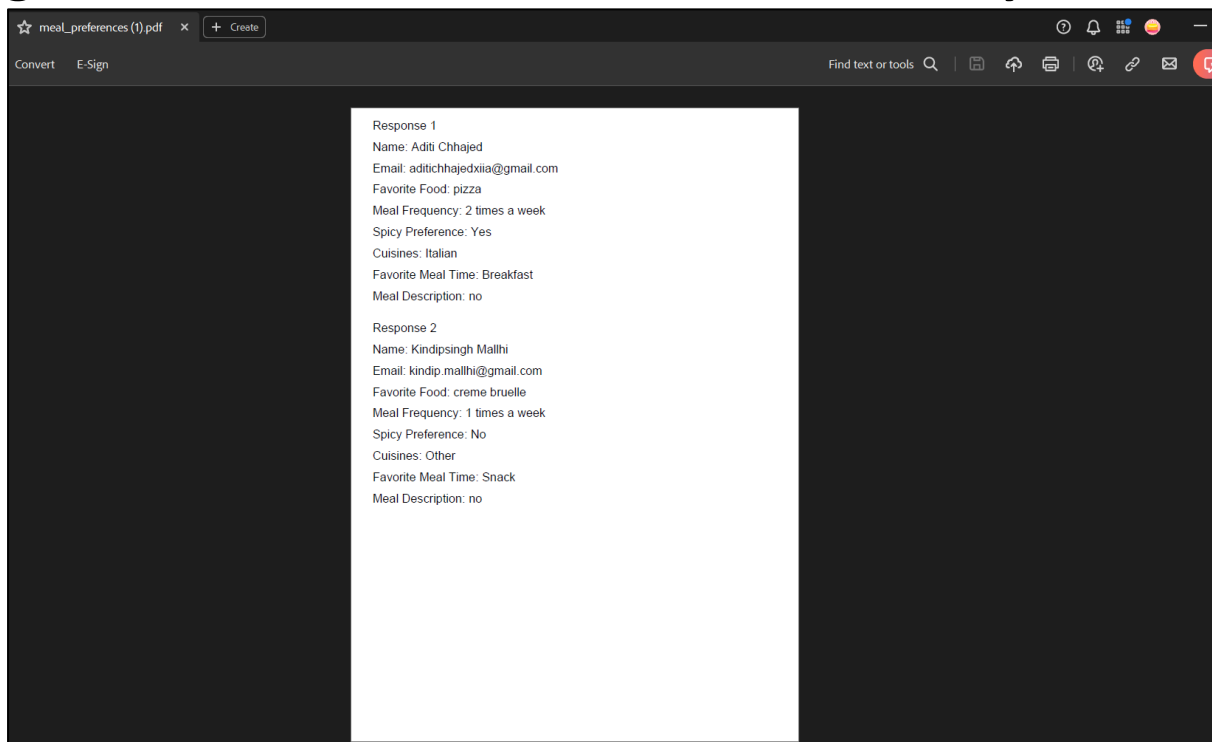 meal_preferences (1).pdf × + Create
Convert E-Sign Find text or tools
Response 1
Name: Aditi Chhajed
Email: aditichhajedxiia@gmail.com
Favorite Food: pizza
Meal Frequency: 2 times a week
Spicy Preference: Yes
Cuisines: Italian
Favorite Meal Time: Breakfast
Meal Description: no
Response 2
Name: Kindipsingh Mallhi
Email: kindip.mallhi@gmail.com
Favorite Food: creme bruelle
Meal Frequency: 1 times a week
Spicy Preference: No
Cuisines: Other
Favorite Meal Time: Snack
Meal Description: no